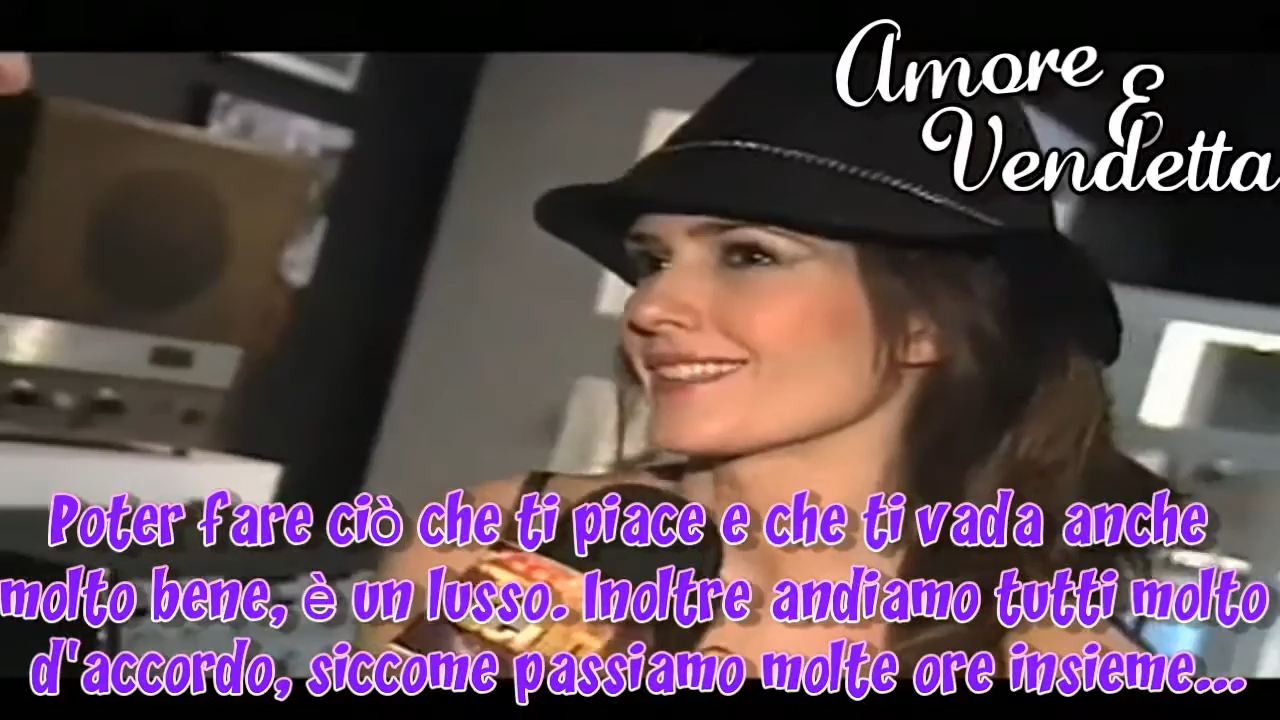 Amore
&
Vendetta
Poter fare ciò che ti piace e che ti vada anche
molto bene, è un lusso. Inoltre andiamo tutti molto
d'accordo, siccome passiamo molte ore insieme...